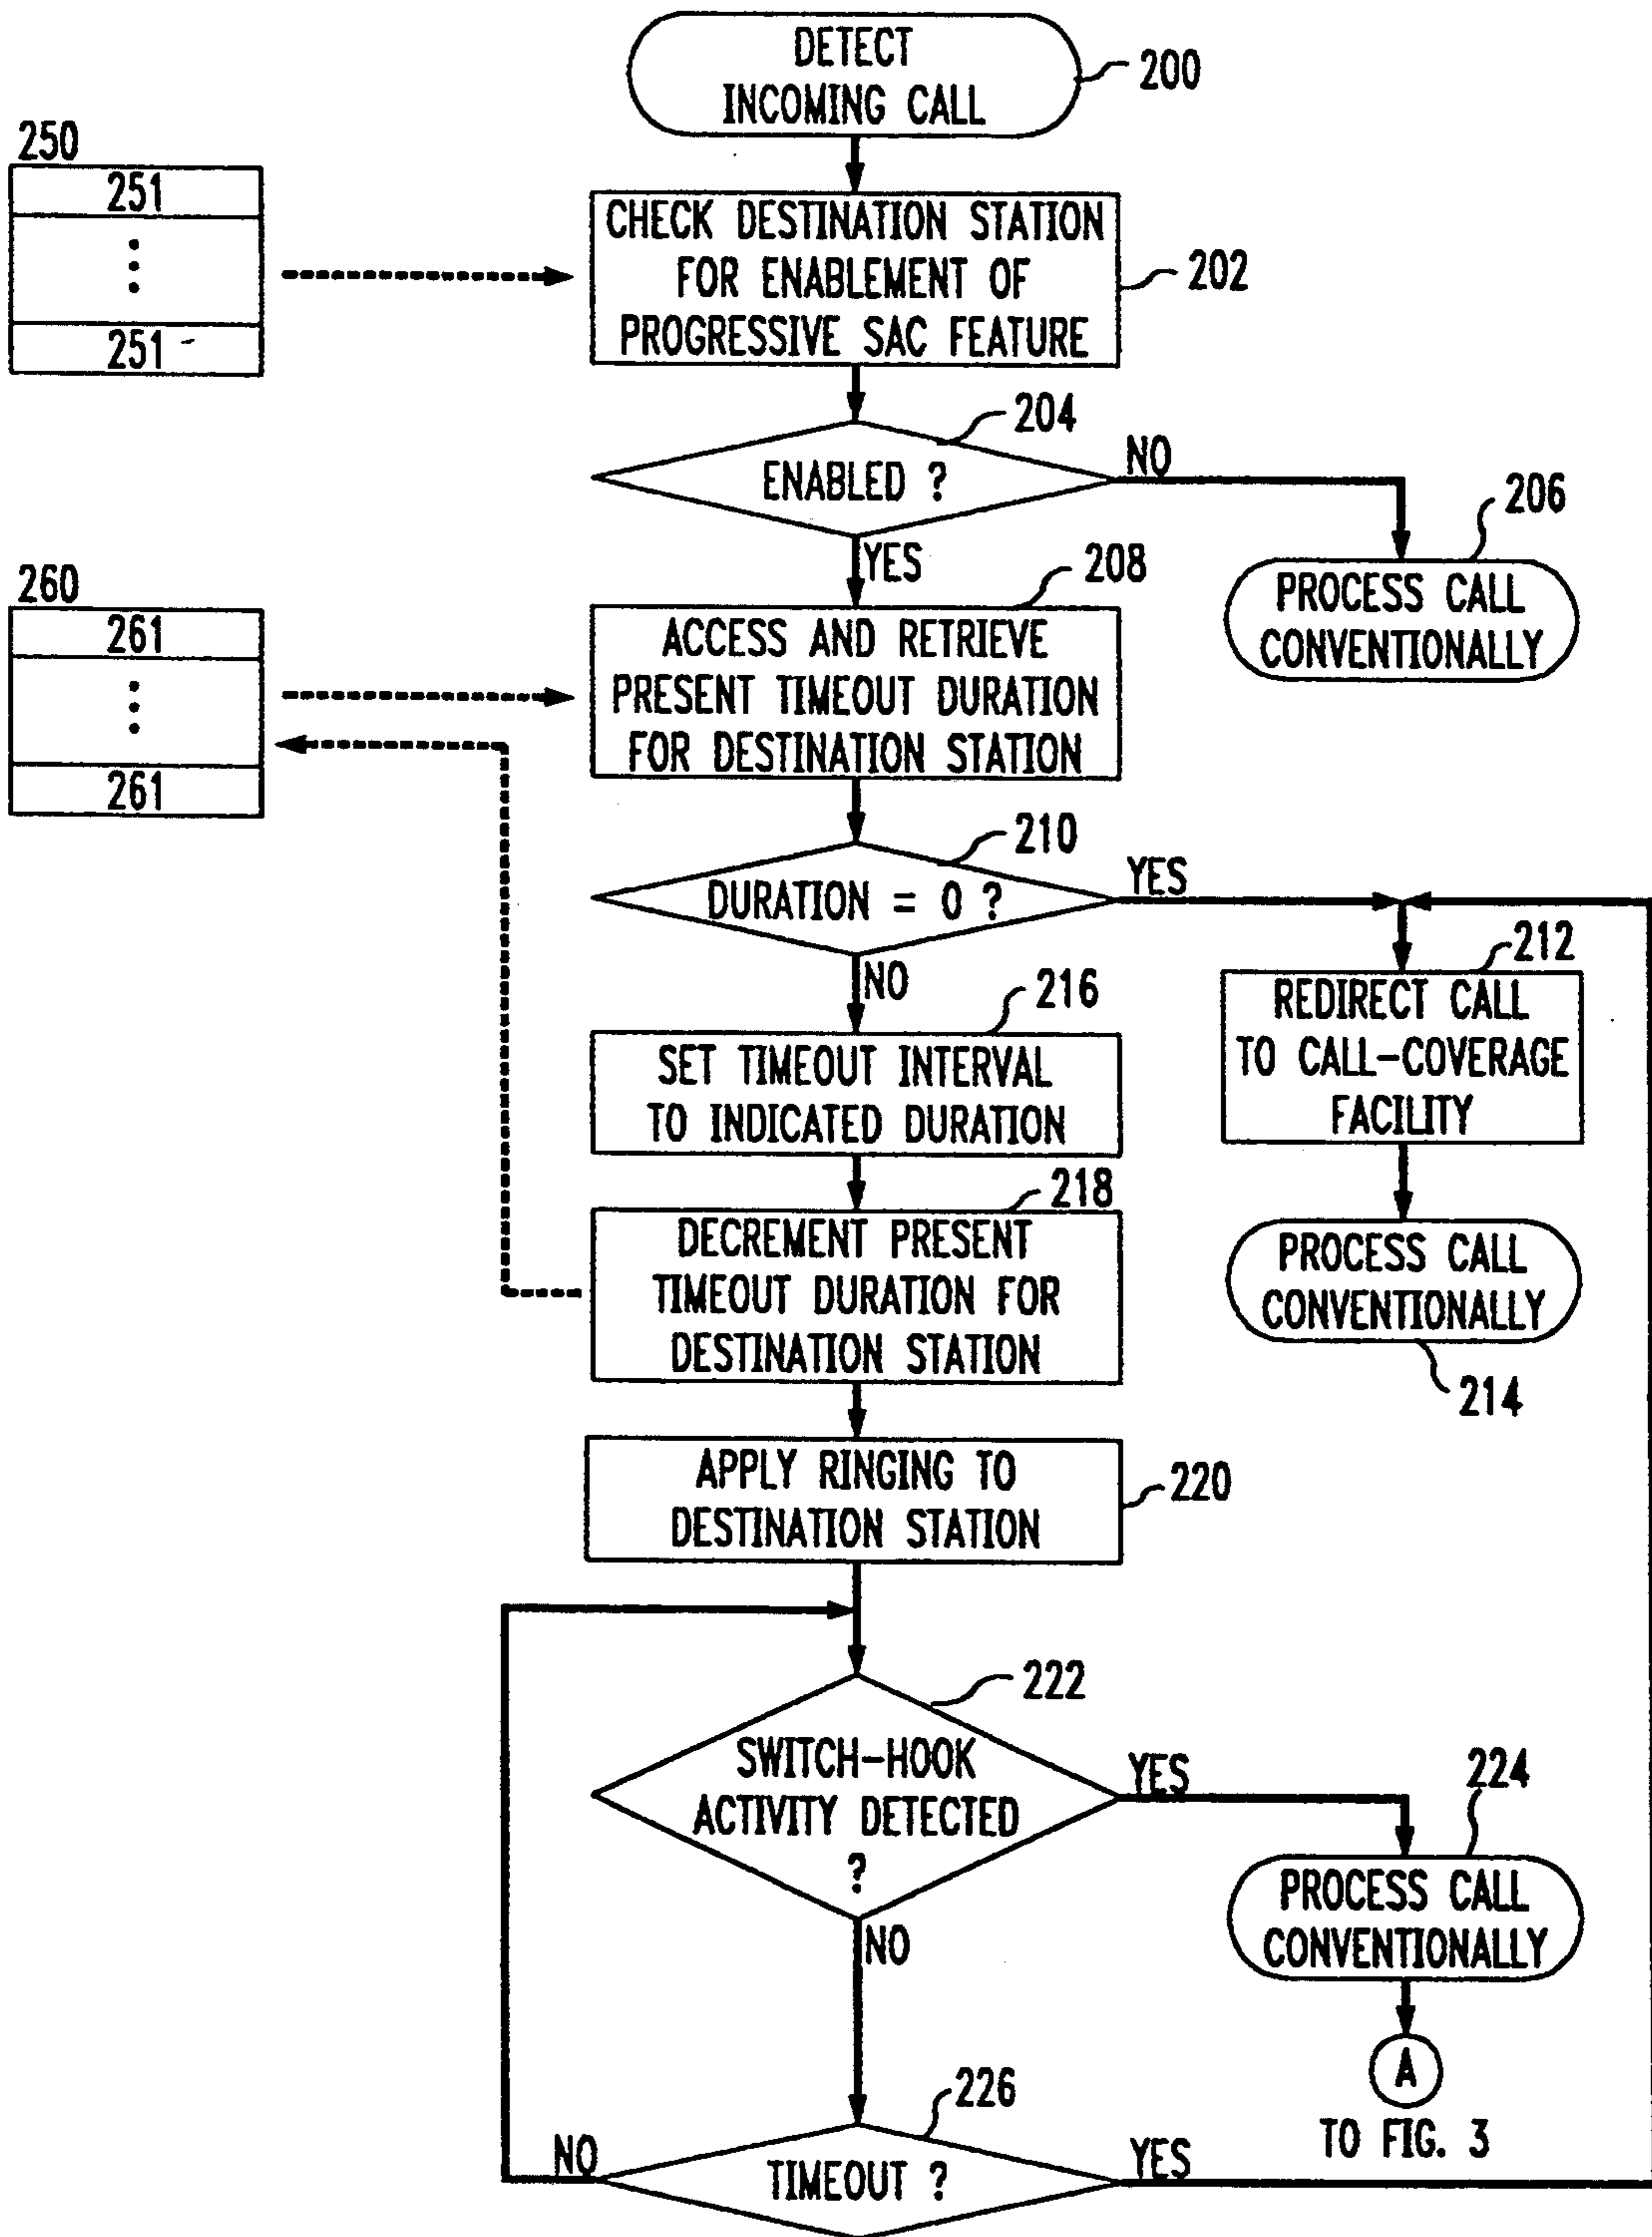 DETECT
INCOMING CALL
200
250
251
251
CHECK DESTINATION STATION
FOR ENABLEMENT OF
PROGRESSIVE SAC FEATURE
202
204
ENABLED ?
NO
YES
206
PROCESS CALL
CONVENTIONALLY
208
260
261
261
ACCESS AND RETRIEVE
PRESENT TIMEOUT DURATION
FOR DESTINATION STATION
210
DURATION = 0 ?
YES
NO
212
REDIRECT CALL
TO CALL-COVERAGE
FACILITY
216
SET TIMEOUT INTERVAL
TO INDICATED DURATION
218
DECREMENT PRESENT
TIMEOUT DURATION FOR
DESTINATION STATION
PROCESS CALL
CONVENTIONALLY
214
APPLY RINGING TO
DESTINATION STATION
220
222
SWITCH-HOOK
ACTIVITY DETECTED
?
YES
NO
224
PROCESS CALL
CONVENTIONALLY
A
TO FIG. 3
226
TIMEOUT ?
NO
YES